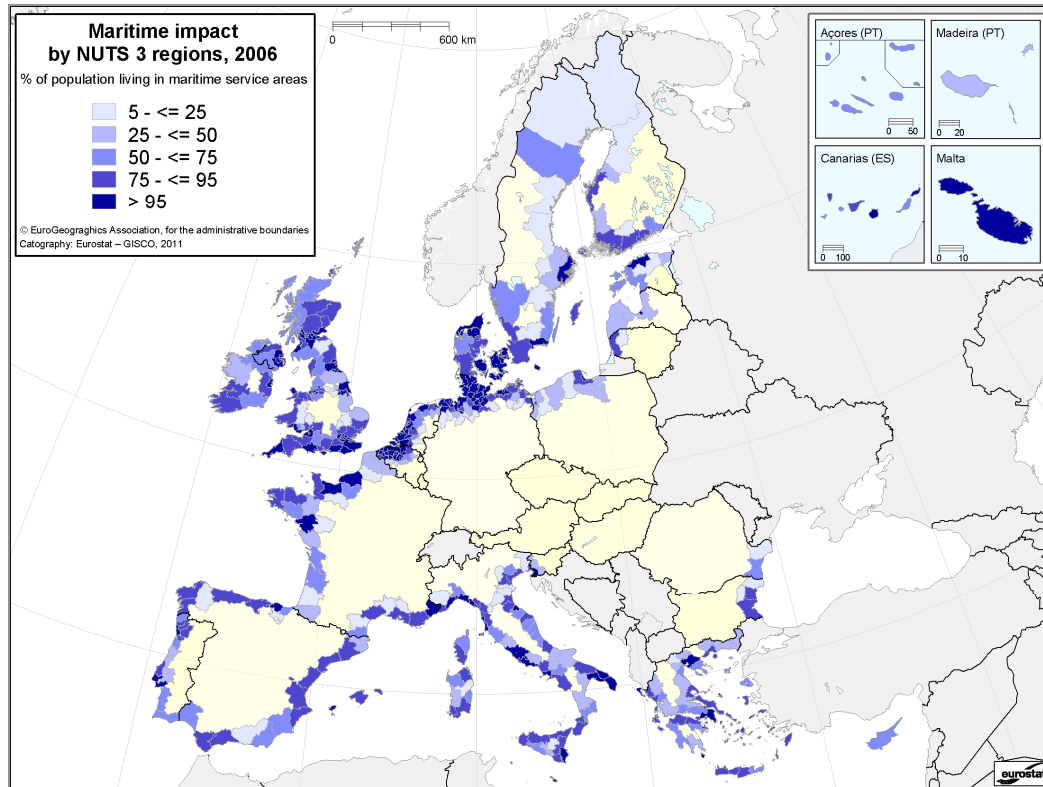 Maritime impact
by NUTS 3 regions, 2006
% of population living in maritime service areas
5 - <= 25
25 - <= 50
50 - <= 75
75 - <= 95
> 95
© EuroGeographics Association, for the administrative boundaries
Catography: Eurostat – GISCO, 2011
0 600 km
Açores (PT)
0 50
Madeira (PT)
0 20
Canarias (ES)
0 100
Malta
0 10
eurostat